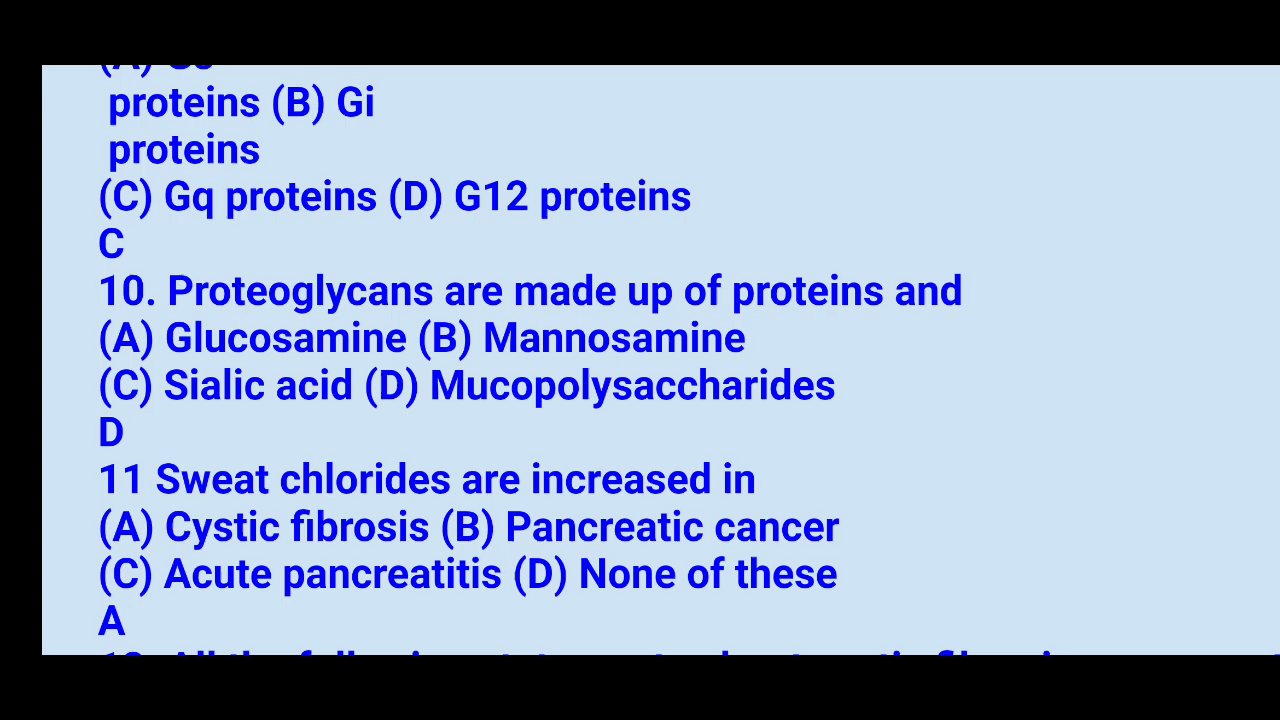 proteins (B) Gi
proteins
(C) Gq proteins (D) G12 proteins
C
10. Proteoglycans are made up of proteins and
(A) Glucosamine (B) Mannosamine
(C) Sialic acid (D) Mucopolysaccharides
D
11 Sweat chlorides are increased in
(A) Cystic fibrosis (B) Pancreatic cancer
(C) Acute pancreatitis (D) None of these
A